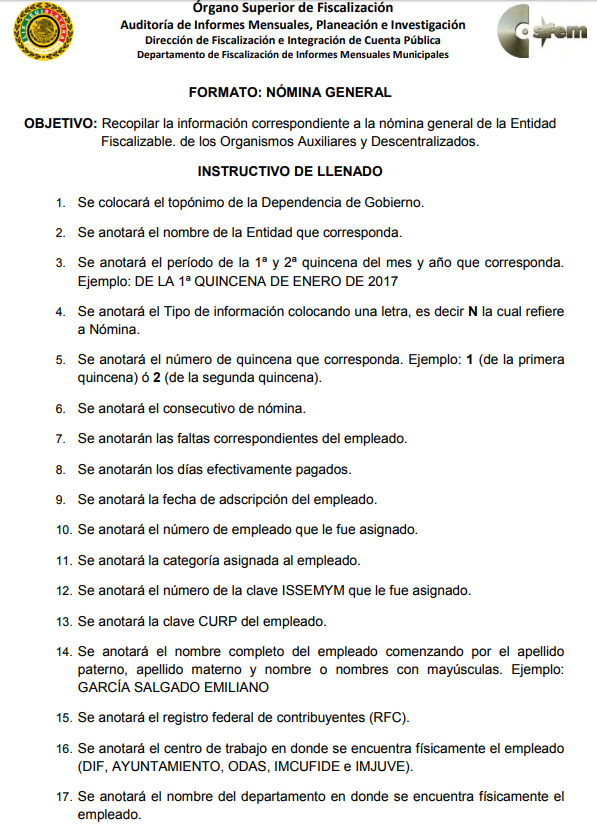 Órgano Superior de Fiscalización
Auditoría de Informes Mensuales, Planeación e Investigación
Dirección de Fiscalización e Integración de Cuenta Pública
Departamento de Fiscalización de Informes Mensuales Municipales
osfem
FORMATO: NÓMINA GENERAL
OBJETIVO: Recopilar la información correspondiente a la nómina general de la Entidad
Fiscalizable. de los Organismos Auxiliares y Descentralizados.
INSTRUCTIVO DE LLENADO
1. Se colocará el topónimo de la Dependencia de Gobierno.
2. Se anotará el nombre de la Entidad que corresponda.
3. Se anotará el período de la 1ª y 2ª quincena del mes y año que corresponda.
Ejemplo: DE LA 1ª QUINCENA DE ENERO DE 2017
4. Se anotará el Tipo de información colocando una letra, es decir N la cual refiere
a Nómina.
5. Se anotará el número de quincena que corresponda. Ejemplo: 1 (de la primera
quincena) ó 2 (de la segunda quincena).
6. Se anotará el consecutivo de nómina.
7. Se anotarán las faltas correspondientes del empleado.
8. Se anotarán los días efectivamente pagados.
9. Se anotará la fecha de adscripción del empleado.
10. Se anotará el número de empleado que le fue asignado.
11. Se anotará la categoría asignada al empleado.
12. Se anotará el número de la clave ISSEMYM que le fue asignado.
13. Se anotará la clave CURP del empleado.
14. Se anotará el nombre completo del empleado comenzando por el apellido
paterno, apellido materno y nombre o nombres con mayúsculas. Ejemplo:
GARCÍA SALGADO EMILIANO
15. Se anotará el registro federal de contribuyentes (RFC).
16. Se anotará el centro de trabajo en donde se encuentra físicamente el empleado
(DIF, AYUNTAMIENTO, ODAS, IMCUFIDE e IMJUVE).
17. Se anotará el nombre del departamento en donde se encuentra físicamente el
empleado.